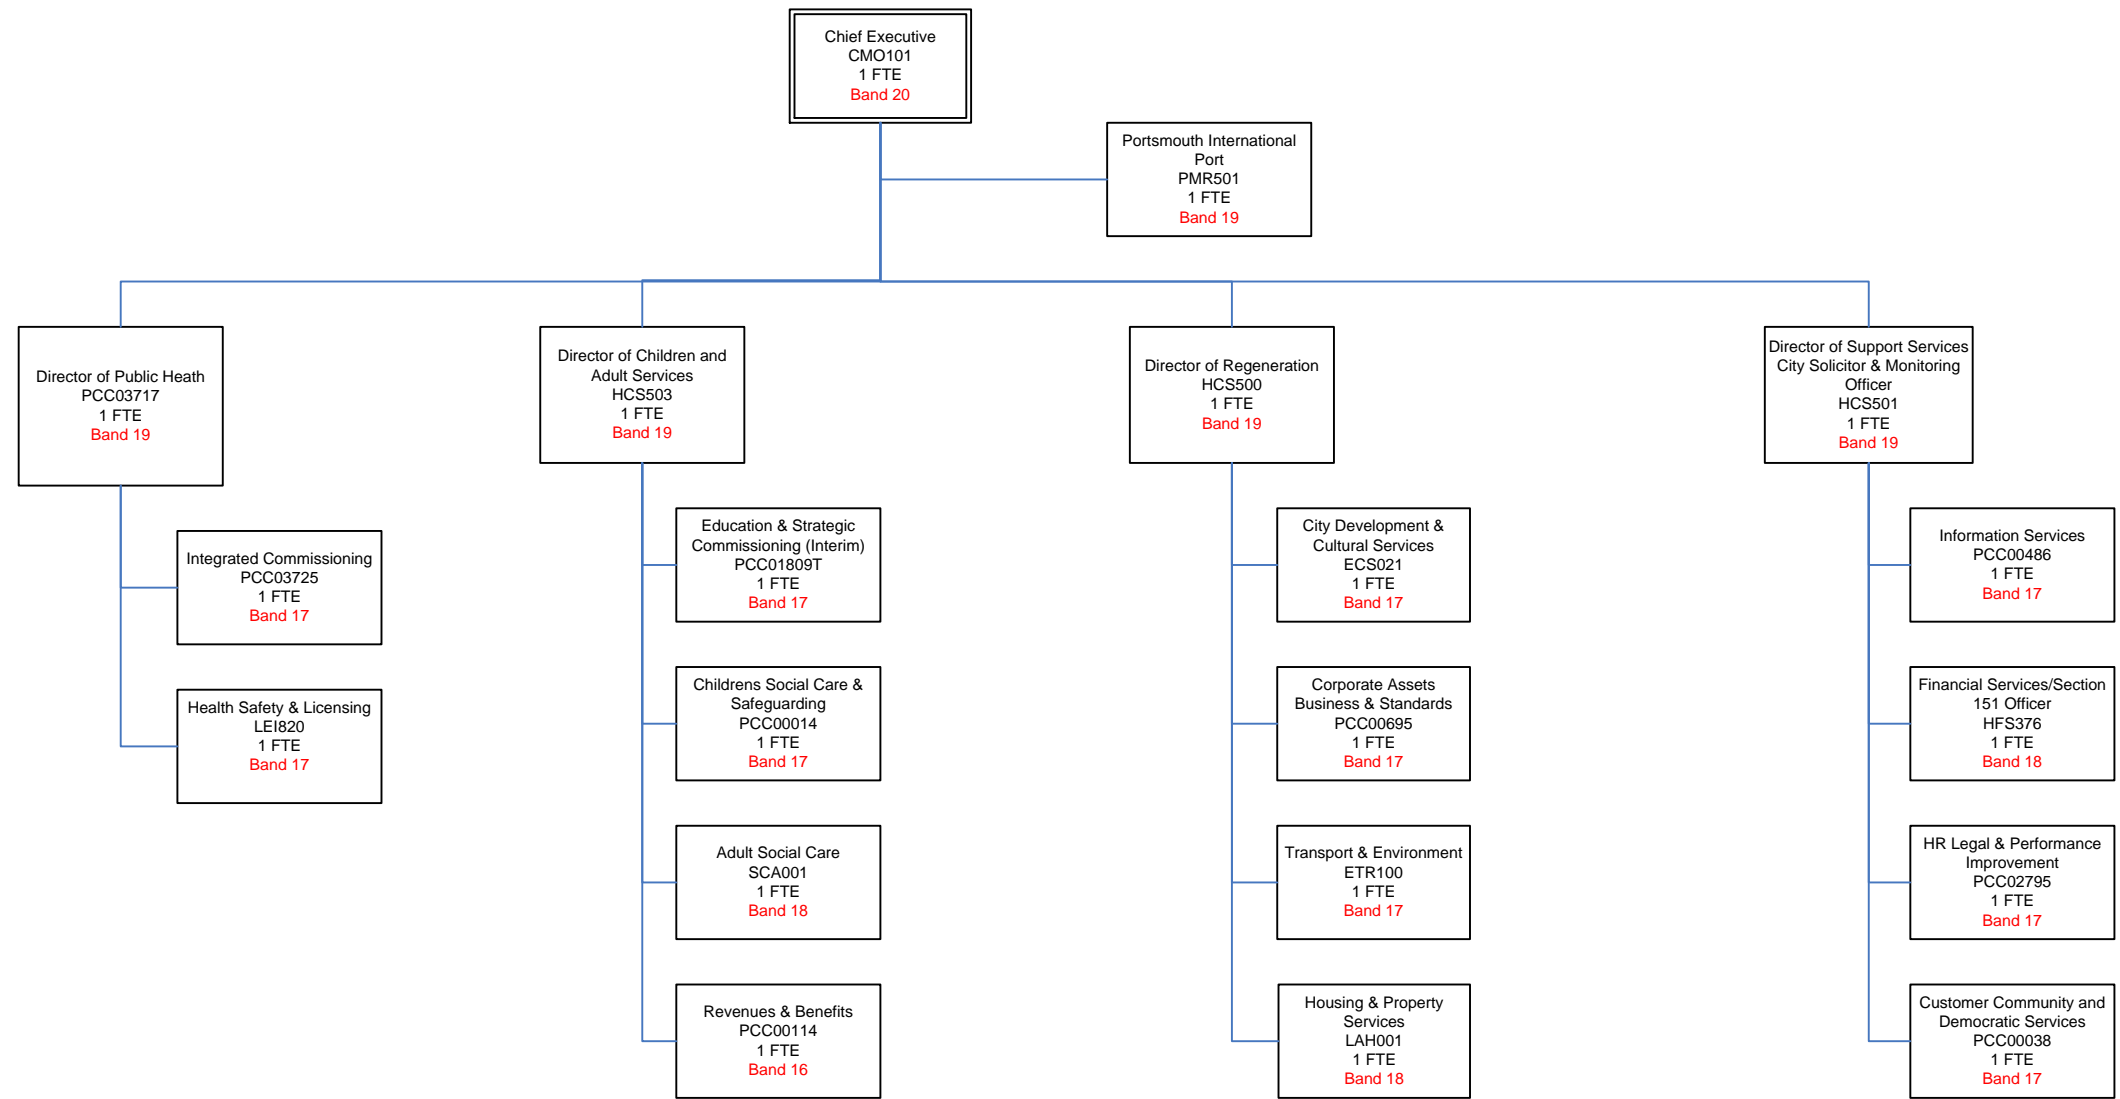 Chief Executive
CMO101
1 FTE
Band 20
Portsmouth International
Port
PMR501
1 FTE
Band 19
Director of Public Heath
PCC03717
1 FTE
Band 19
Director of Children and
Adult Services
HCS503
1 FTE
Band 19
Director of Regeneration
HCS500
1 FTE
Band 19
Director of Support Services
City Solicitor & Monitoring
Officer
HCS501
1 FTE
Band 19
Integrated Commissioning
PCC03725
1 FTE
Band 17
Health Safety & Licensing
LEI820
1 FTE
Band 17
Education & Strategic
Commissioning (Interim)
PCC01809T
1 FTE
Band 17
Childrens Social Care &
Safeguarding
PCC00014
1 FTE
Band 17
Adult Social Care
SCA001
1 FTE
Band 18
Revenues & Benefits
PCC00114
1 FTE
Band 16
City Development &
Cultural Services
ECS021
1 FTE
Band 17
Corporate Assets
Business & Standards
PCC00695
1 FTE
Band 17
Transport & Environment
ETR100
1 FTE
Band 17
Housing & Property
Services
LAH001
1 FTE
Band 18
Information Services
PCC00486
1 FTE
Band 17
Financial Services/Section
151 Officer
HFS376
1 FTE
Band 18
HR Legal & Performance
Improvement
PCC02795
1 FTE
Band 17
Customer Community and
Democratic Services
PCC00038
1 FTE
Band 17